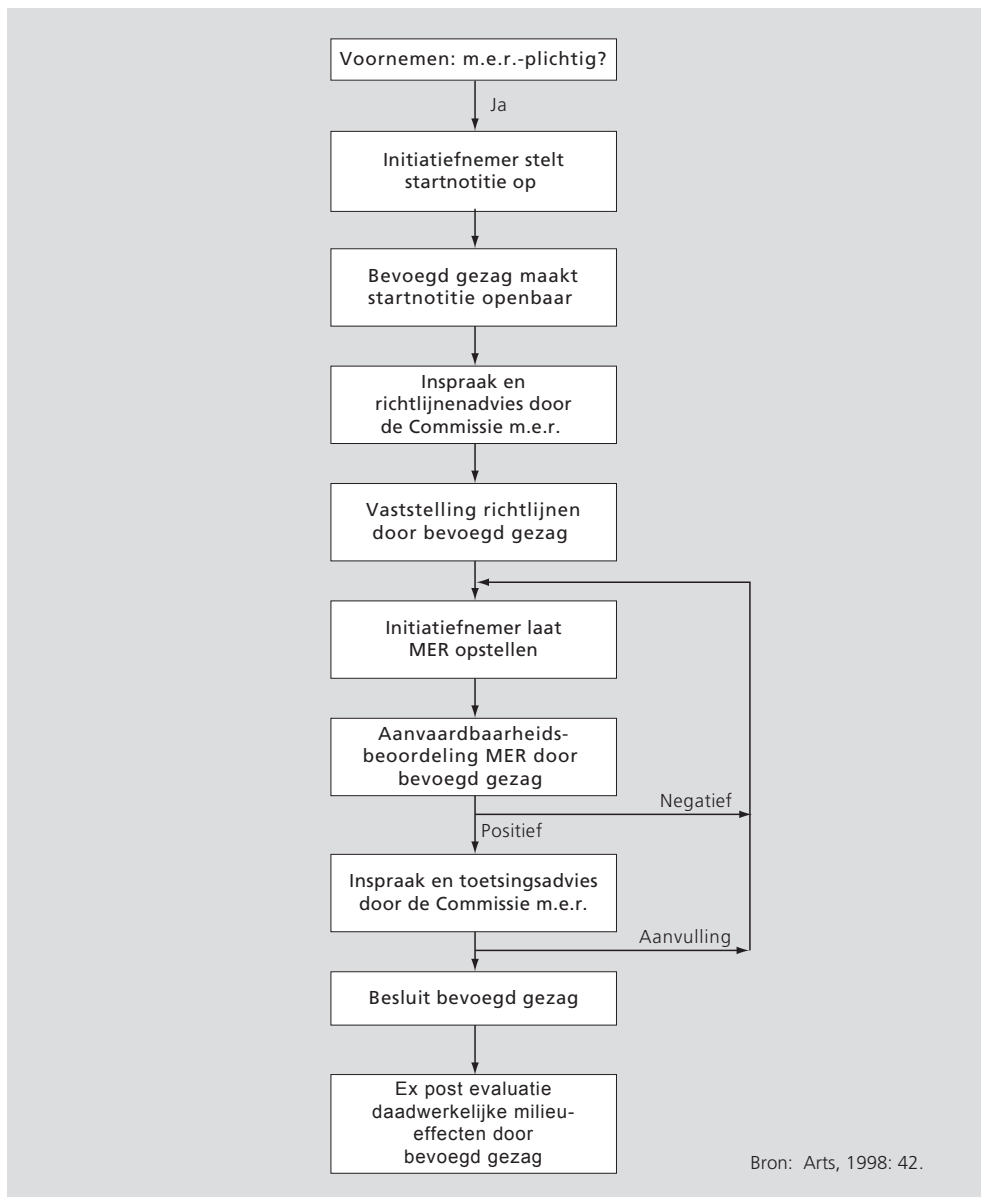 Voornemen: m.e.r.-plichtig?
Ja
Initiatiefnemer stelt
startnotitie op
Bevoegd gezag maakt
startnotitie openbaar
Inspraak en
richtlijnenadvies door
de Commissie m.e.r.
Vaststelling richtlijnen
door bevoegd gezag
Initiatiefnemer laat
MER opstellen
Aanvaardbaarheids-
beoordeling MER door
bevoegd gezag
Negatief
Positief
Inspraak en toetsingsadvies
door de Commissie m.e.r.
Aanvulling
Besluit bevoegd gezag
Ex post evaluatie
daadwerkelijke milieu-
effecten door
bevoegd gezag
Bron: Arts, 1998: 42.